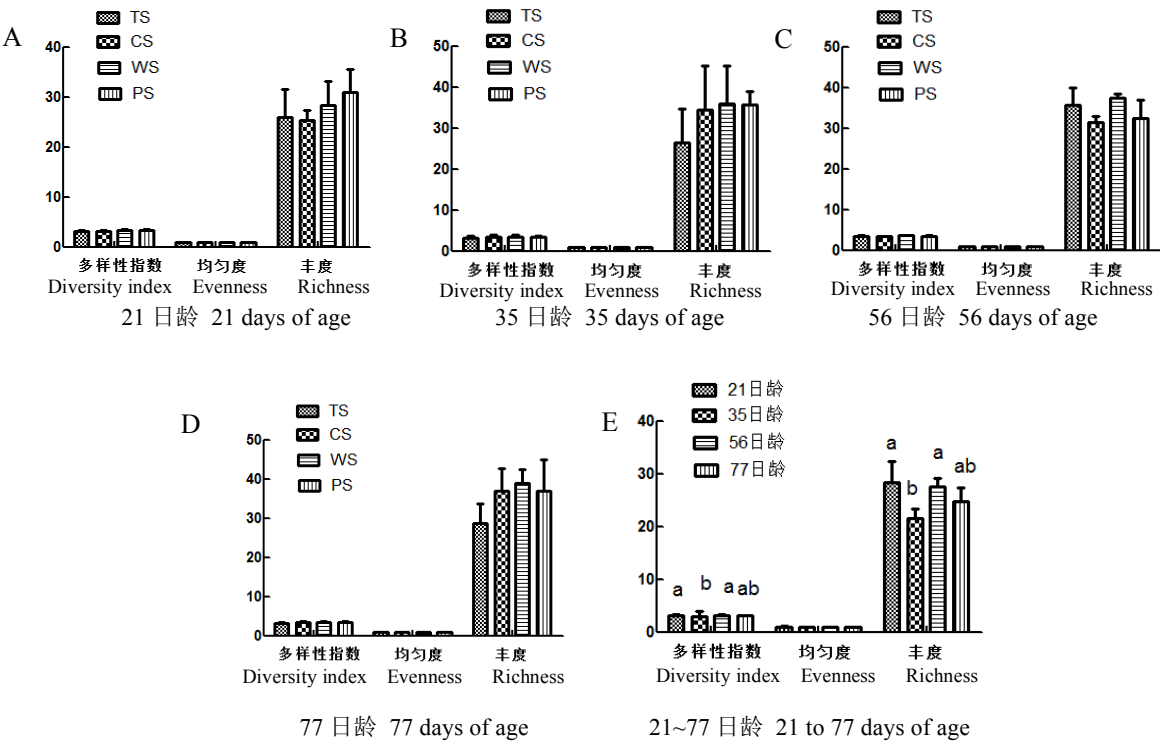 A
TS
CS
WS
PS
40
30
20
10
0
多样性指数 均匀度 丰度
Diversity index Evenness Richness
21 日龄 21 days of age
B
TS
CS
WS
PS
50
40
30
20
10
0
多样性指数 均匀度 丰度
Diversity index Evenness Richness
35 日龄 35 days of age
C
TS
CS
WS
PS
50
40
30
20
10
0
多样性指数 均匀度 丰度
Diversity index Evenness Richness
56 日龄 56 days of age
D
TS
CS
WS
PS
50
40
30
20
10
0
多样性指数 均匀度 丰度
Diversity index Evenness Richness
77 日龄 77 days of age
E
21日龄
35日龄
56日龄
77日龄
40
30
20
10
0
a b a ab
a b a ab
多样性指数 均匀度 丰度
Diversity index Evenness Richness
21~77 日龄 21 to 77 days of age